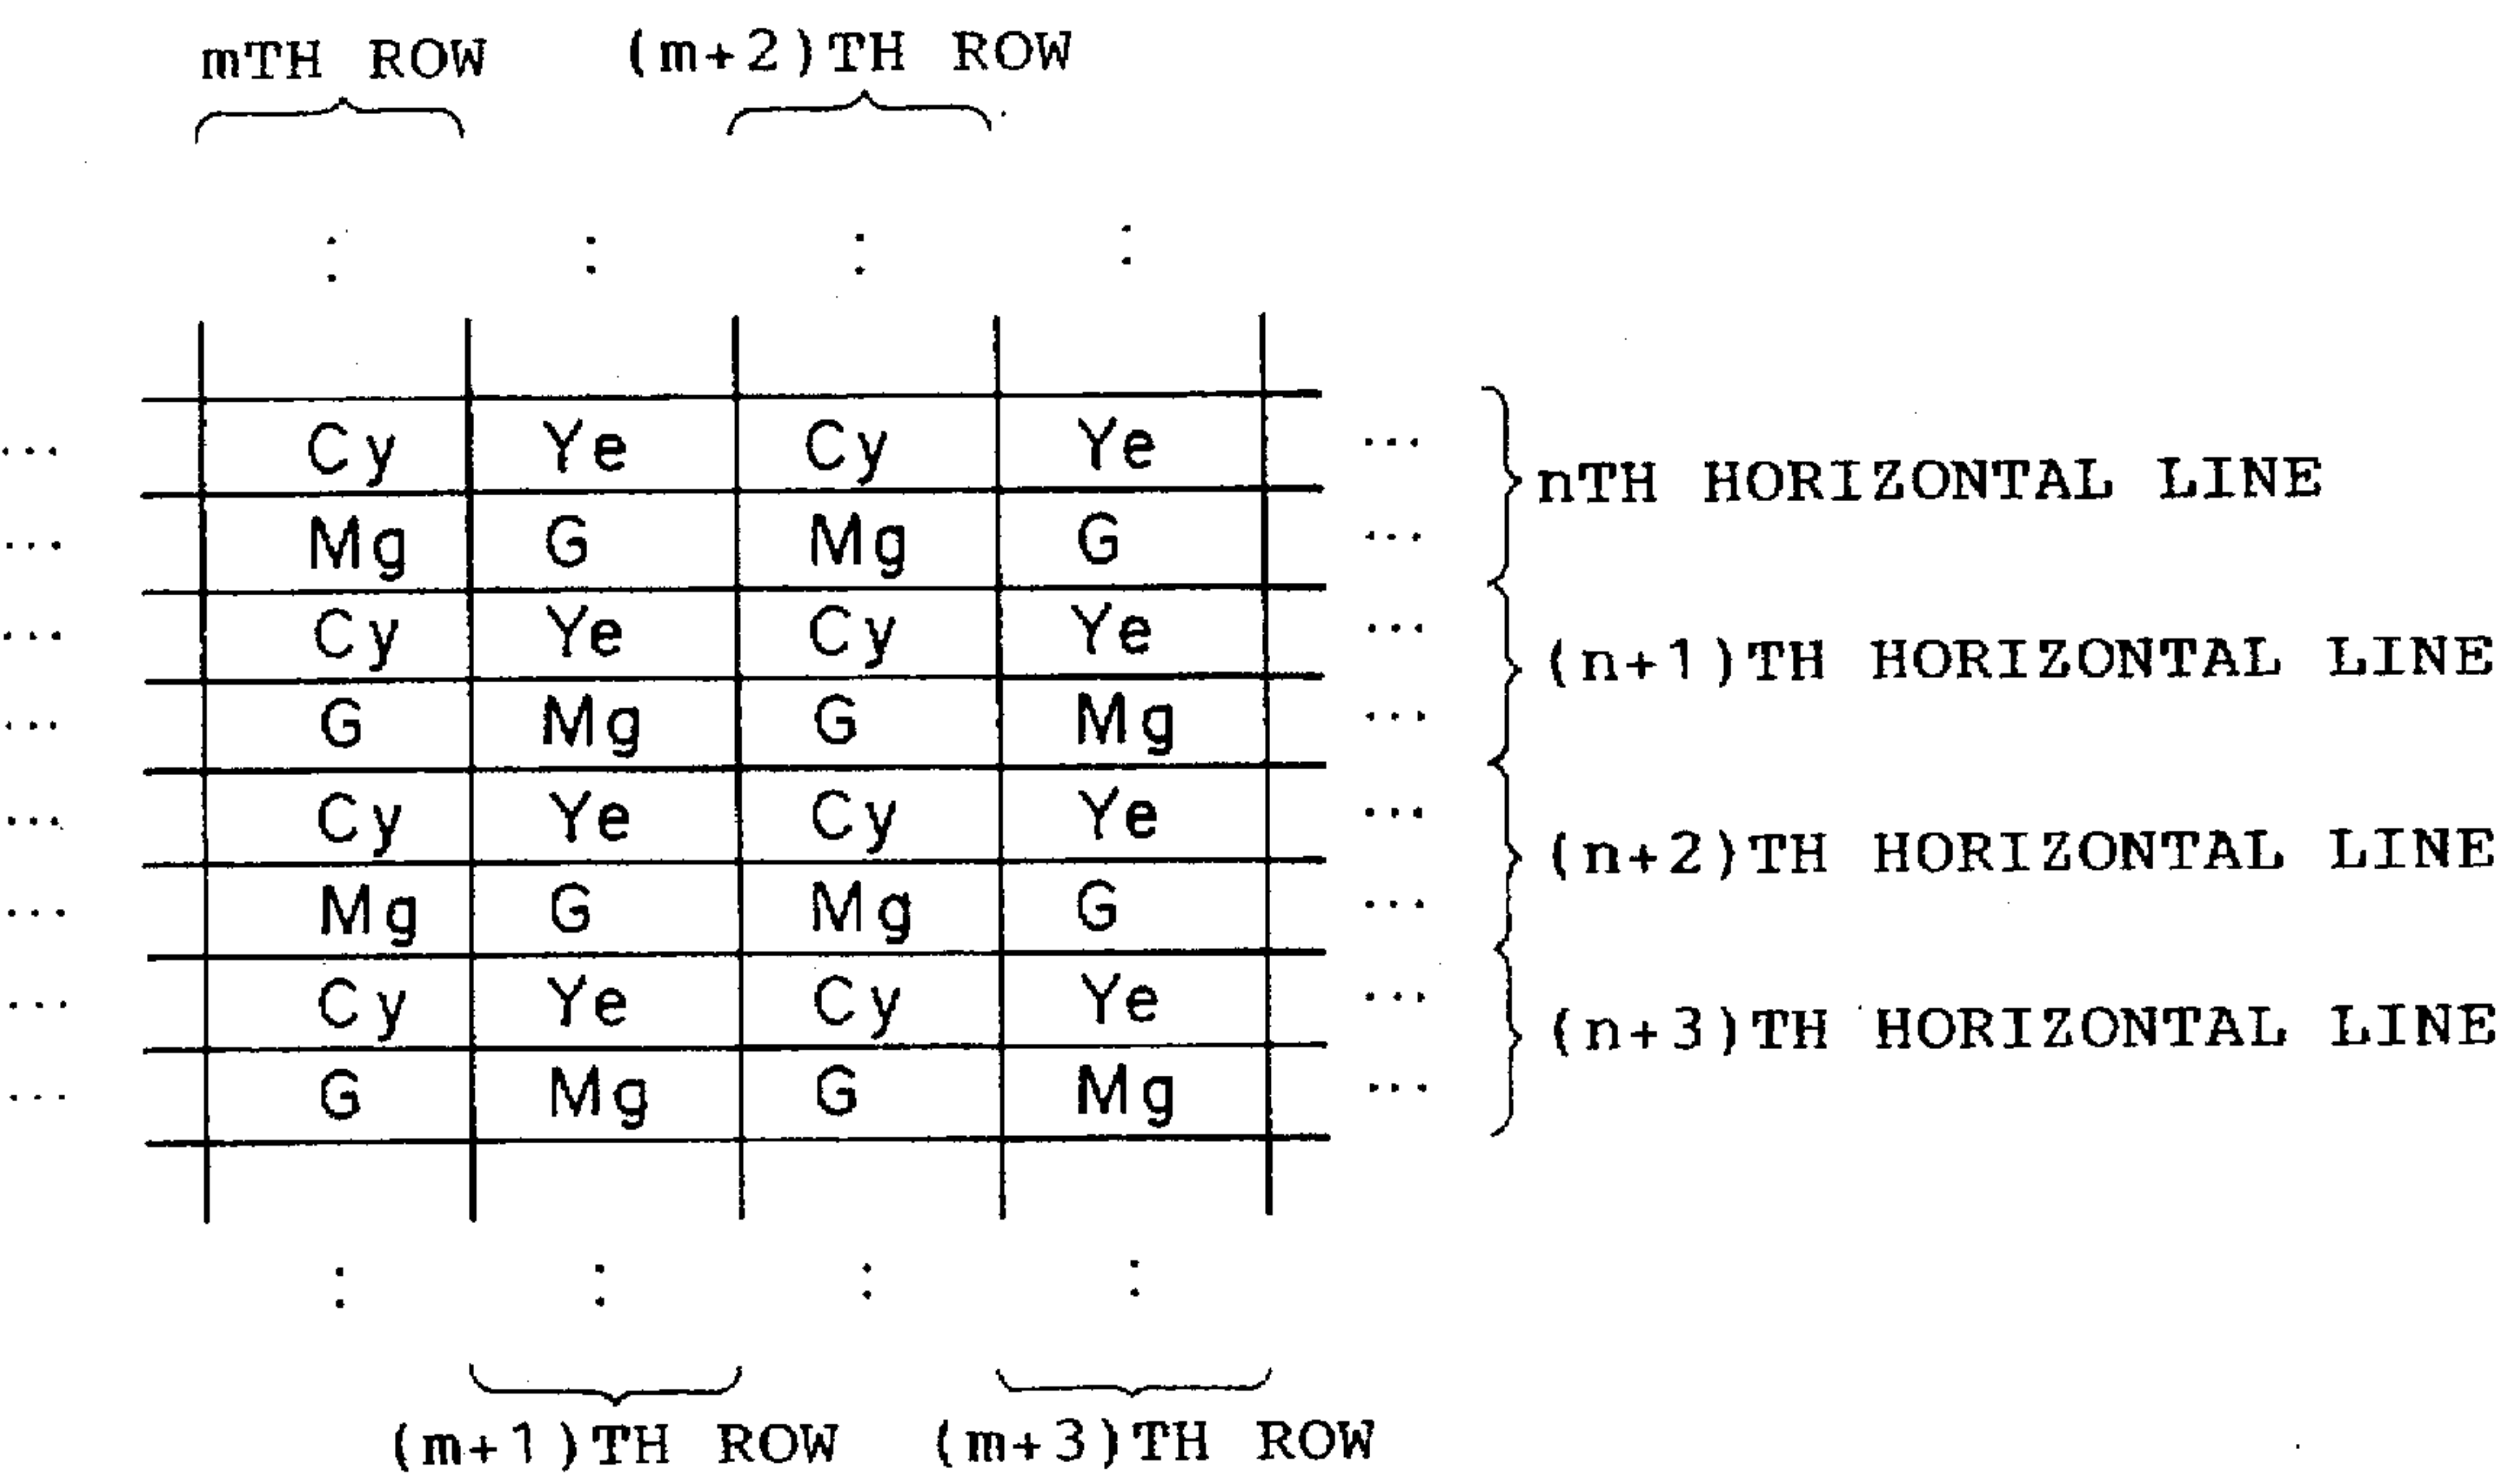 mTH ROW (m+2)TH ROW
Cy Ye Cy Ye
nTH HORIZONTAL LINE
Mg G Mg G
Cy Ye Cy Ye
(n+1)TH HORIZONTAL LINE
G Mg G Mg
Cy Ye Cy Ye
(n+2)TH HORIZONTAL LINE
Mg G Mg G
Cy Ye Cy Ye
(n+3)TH HORIZONTAL LINE
G Mg G Mg
(m+1)TH ROW (m+3)TH ROW